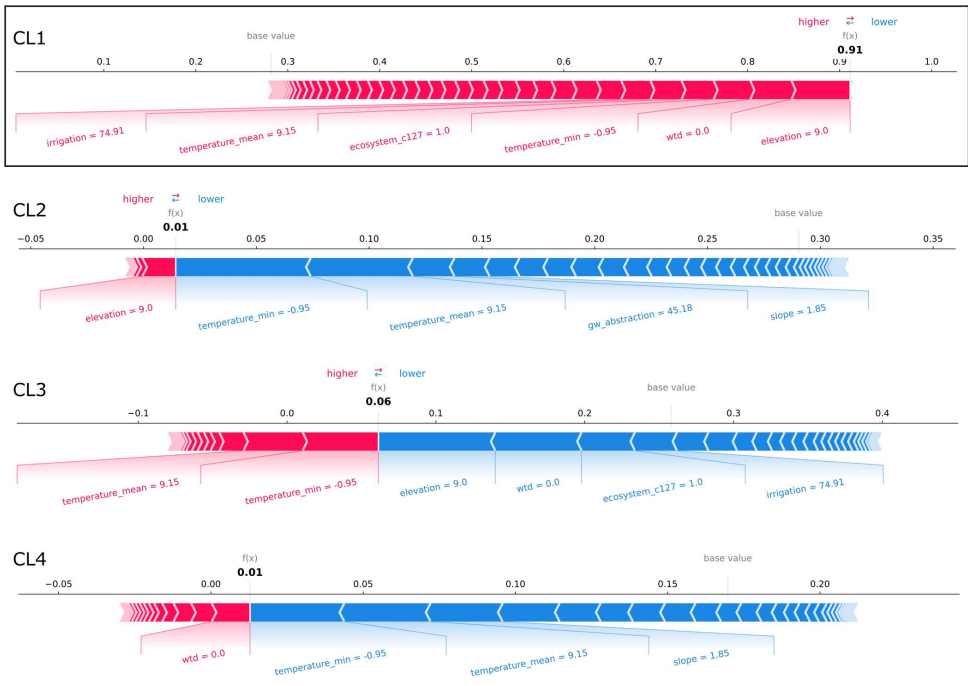 higher ⇄ lower
CL1 base value f(x)
0.91
0.1 0.2 0.3 0.4 0.5 0.6 0.7 0.8 0.9 1.0
irrigation = 74.91 temperature_mean = 9.15 ecosystem_c127 = 1.0 temperature_min = -0.95 wtd = 0.0 elevation = 9.0
CL2 higher ⇄ lower
f(x) base value
0.01
−0.05 0.00 0.05 0.10 0.15 0.20 0.25 0.30 0.35
elevation = 9.0 temperature_min = -0.95 temperature_mean = 9.15 gw_abstraction = 45.18 slope = 1.85
higher ⇄ lower
CL3 f(x) base value
0.06
−0.1 0.0 0.1 0.2 0.3 0.4
temperature_mean = 9.15 temperature_min = -0.95 elevation = 9.0 wtd = 0.0 ecosystem_c127 = 1.0 irrigation = 74.91
CL4 f(x) base value
0.01
−0.05 0.00 0.05 0.10 0.15 0.20
wtd = 0.0 temperature_min = -0.95 temperature_mean = 9.15 slope = 1.85